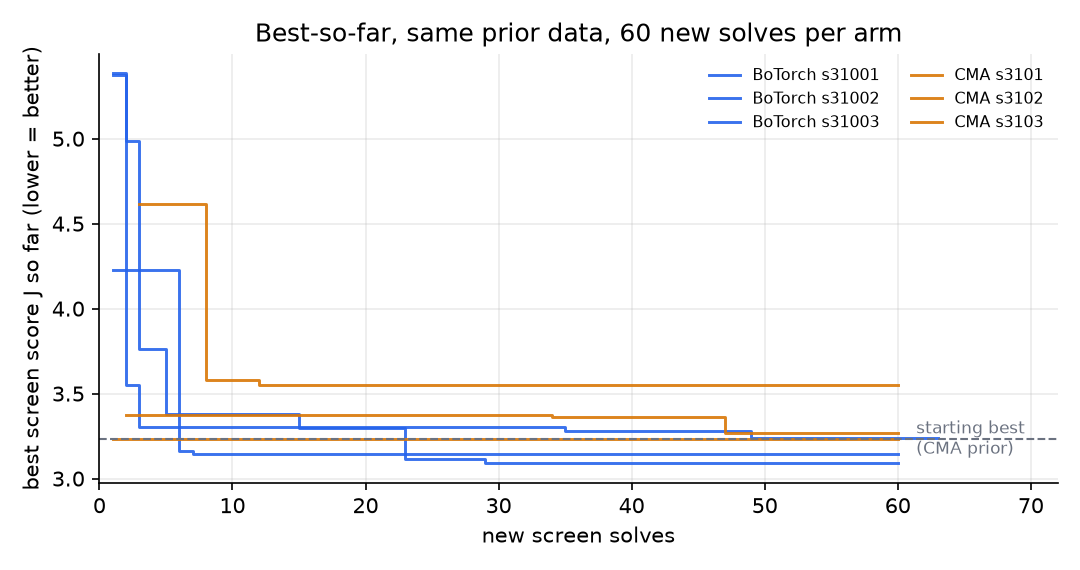 Best-so-far, same prior data, 60 new solves per arm
best screen score J so far (lower = better)
BoTorch s31001
BoTorch s31002
BoTorch s31003
CMA s3101
CMA s3102
CMA s3103
5.0
4.5
4.0
3.5
3.0
starting best
(CMA prior)
0
10
20
30
40
50
60
70
new screen solves